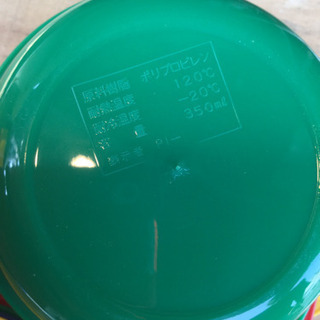 原料樹脂 ポリプロピレン
耐熱温度 120℃
耐冷温度 -20℃
容量 350ml